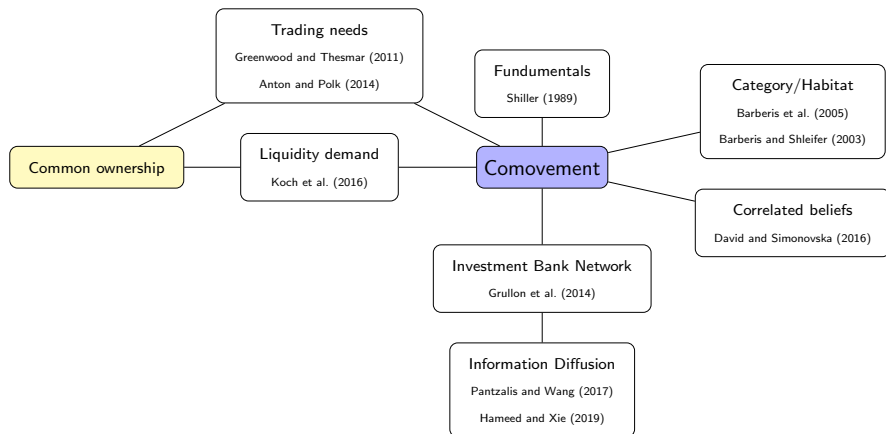 Trading needs
Greenwood and Thesmar (2011)
Anton and Polk (2014)
Fundumentals
Shiller (1989)
Category/Habitat
Barberis et al. (2005)
Barberis and Shleifer (2003)
Common ownership
Liquidity demand
Koch et al. (2016)
Comovement
Correlated beliefs
David and Simonovska (2016)
Investment Bank Network
Grullon et al. (2014)
Information Diffusion
Pantzalis and Wang (2017)
Hameed and Xie (2019)